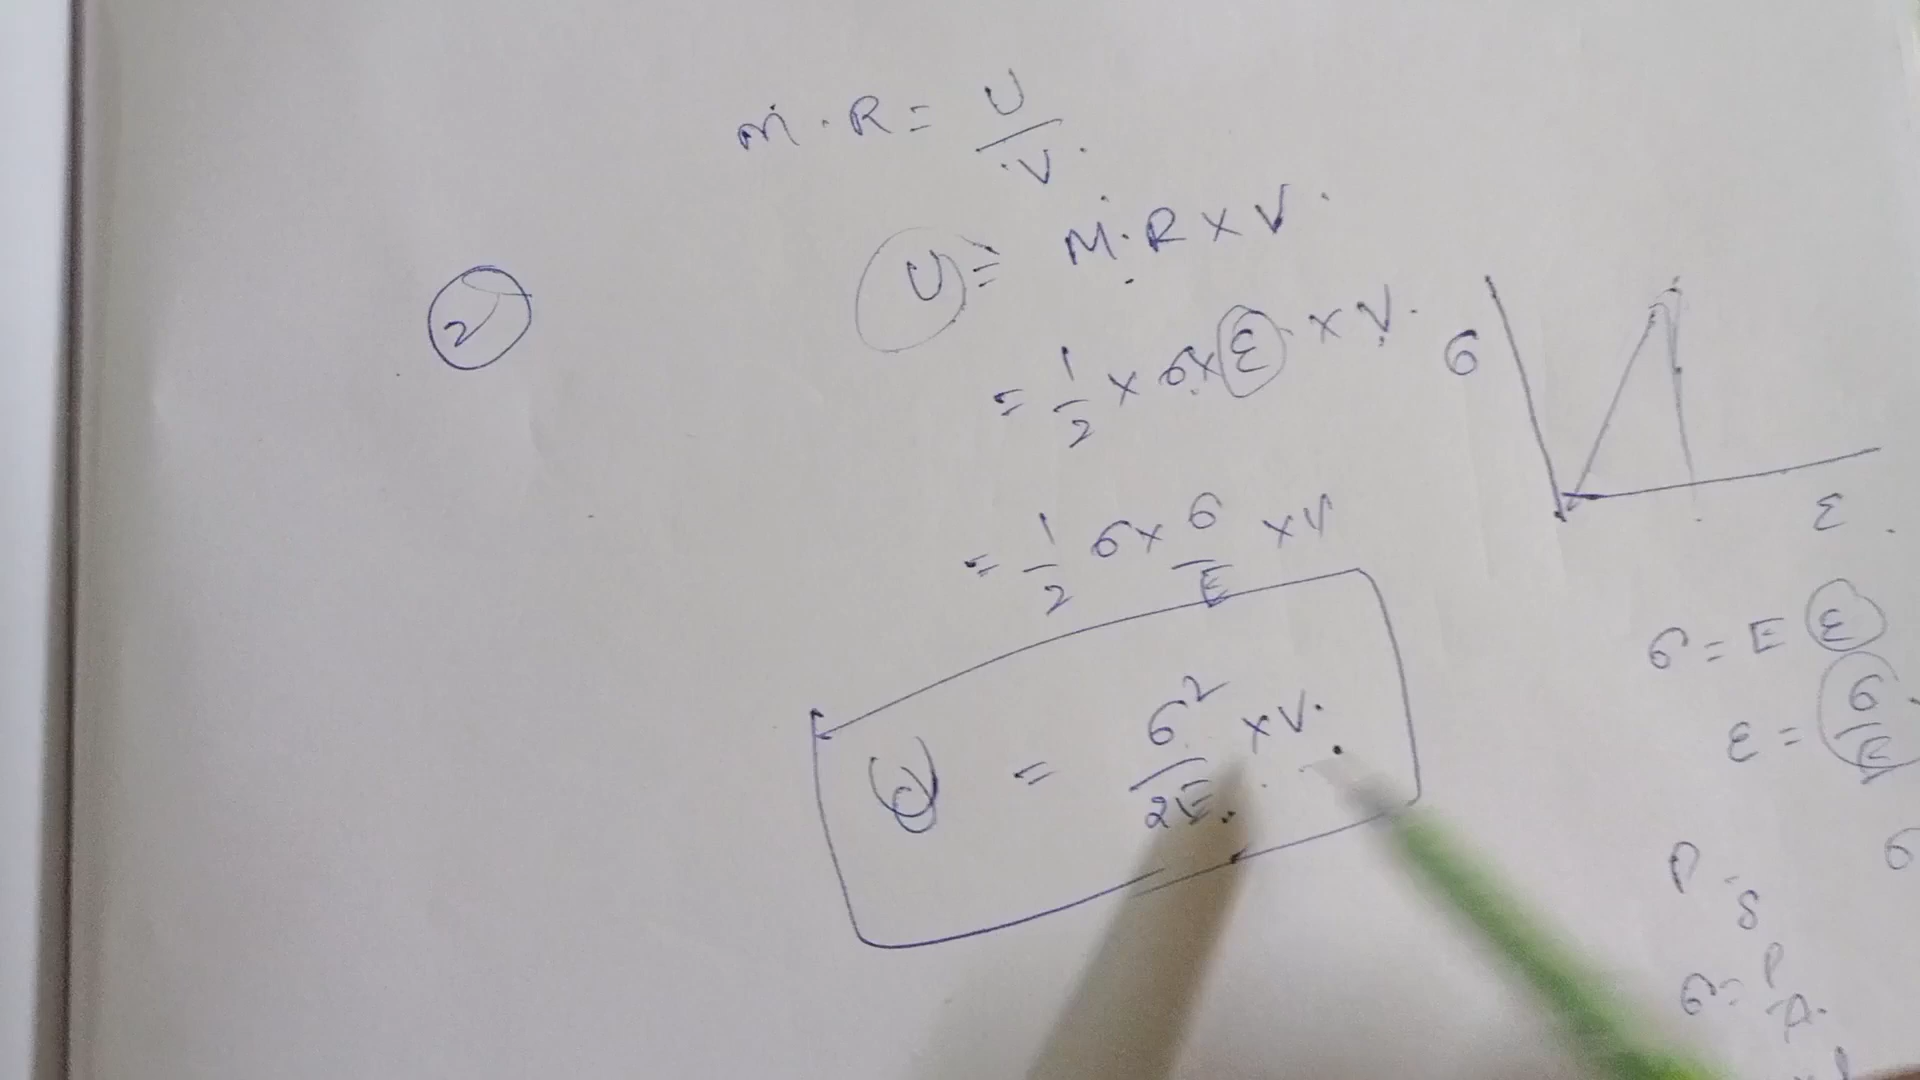 M.R = U/V.
2
U = M.R × V.
= 1/2 × σ × ε × V.
σ
ε
= 1/2 σ × σ/E × V
σ = E ε
ε = σ/E
U = σ²/2E × V.
P
σ = P/A.